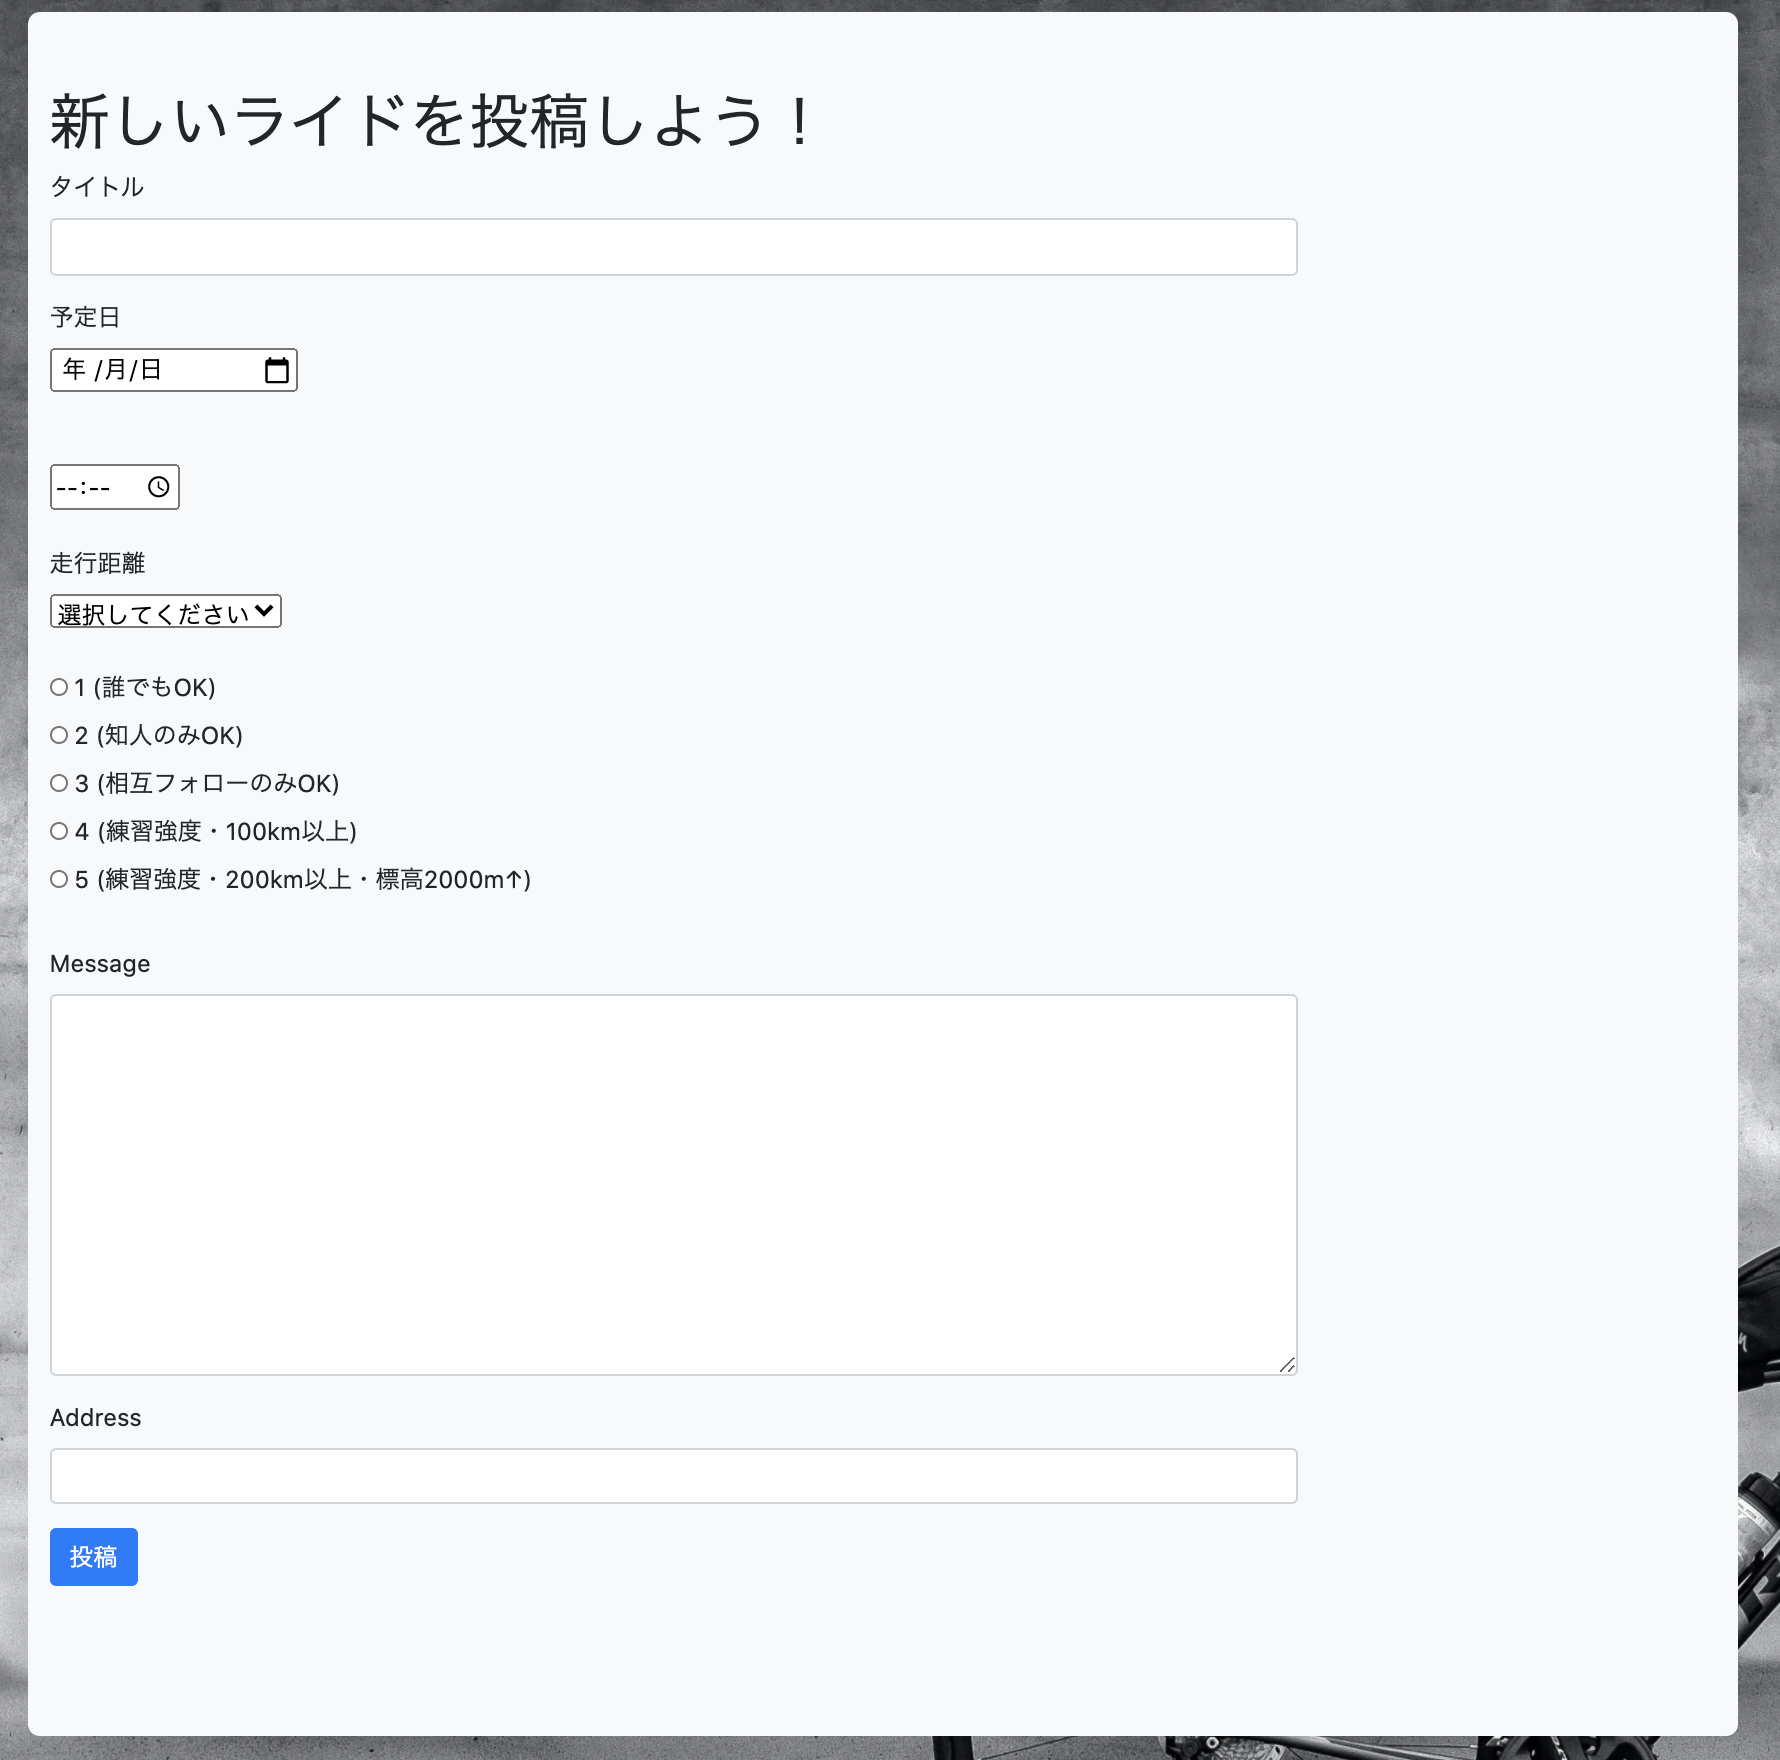 新しいライドを投稿しよう！
タイトル
予定日
年 /月/日
--:--
走行距離
選択してください
1 (誰でもOK)
2 (知人のみOK)
3 (相互フォローのみOK)
4 (練習強度・100km以上)
5 (練習強度・200km以上・標高2000m↑)
Message
Address
投稿